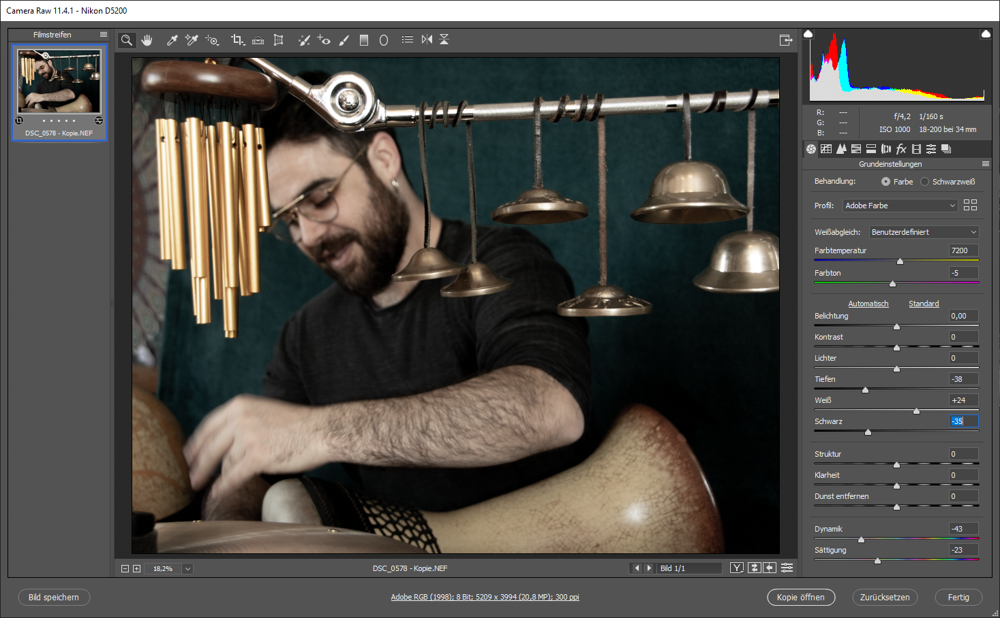 Camera Raw 11.4.1 - Nikon D5200
Filmstreifen
DSC_0578 - Kopie.NEF
R: ---
G: ---
B: ---
f/4,2 1/160 s
ISO 1000 18-200 bei 34 mm
fx
Grundeinstellungen
Behandlung: Farbe Schwarzweiß
Profil: Adobe Farbe
Weißabgleich: Benutzerdefiniert
Farbtemperatur 7200
Farbton -5
Automatisch Standard
Belichtung 0,00
Kontrast 0
Lichter 0
Tiefen -38
Weiß +24
Schwarz -35
Struktur 0
Klarheit 0
Dunst entfernen 0
Dynamik -43
Sättigung -23
18,2% DSC_0578 - Kopie.NEF Bild 1/1 Y
Bild speichern
Adobe RGB (1998); 8 Bit; 5209 x 3994 (20,8 MP); 300 ppi
Kopie öffnen Zurücksetzen Fertig